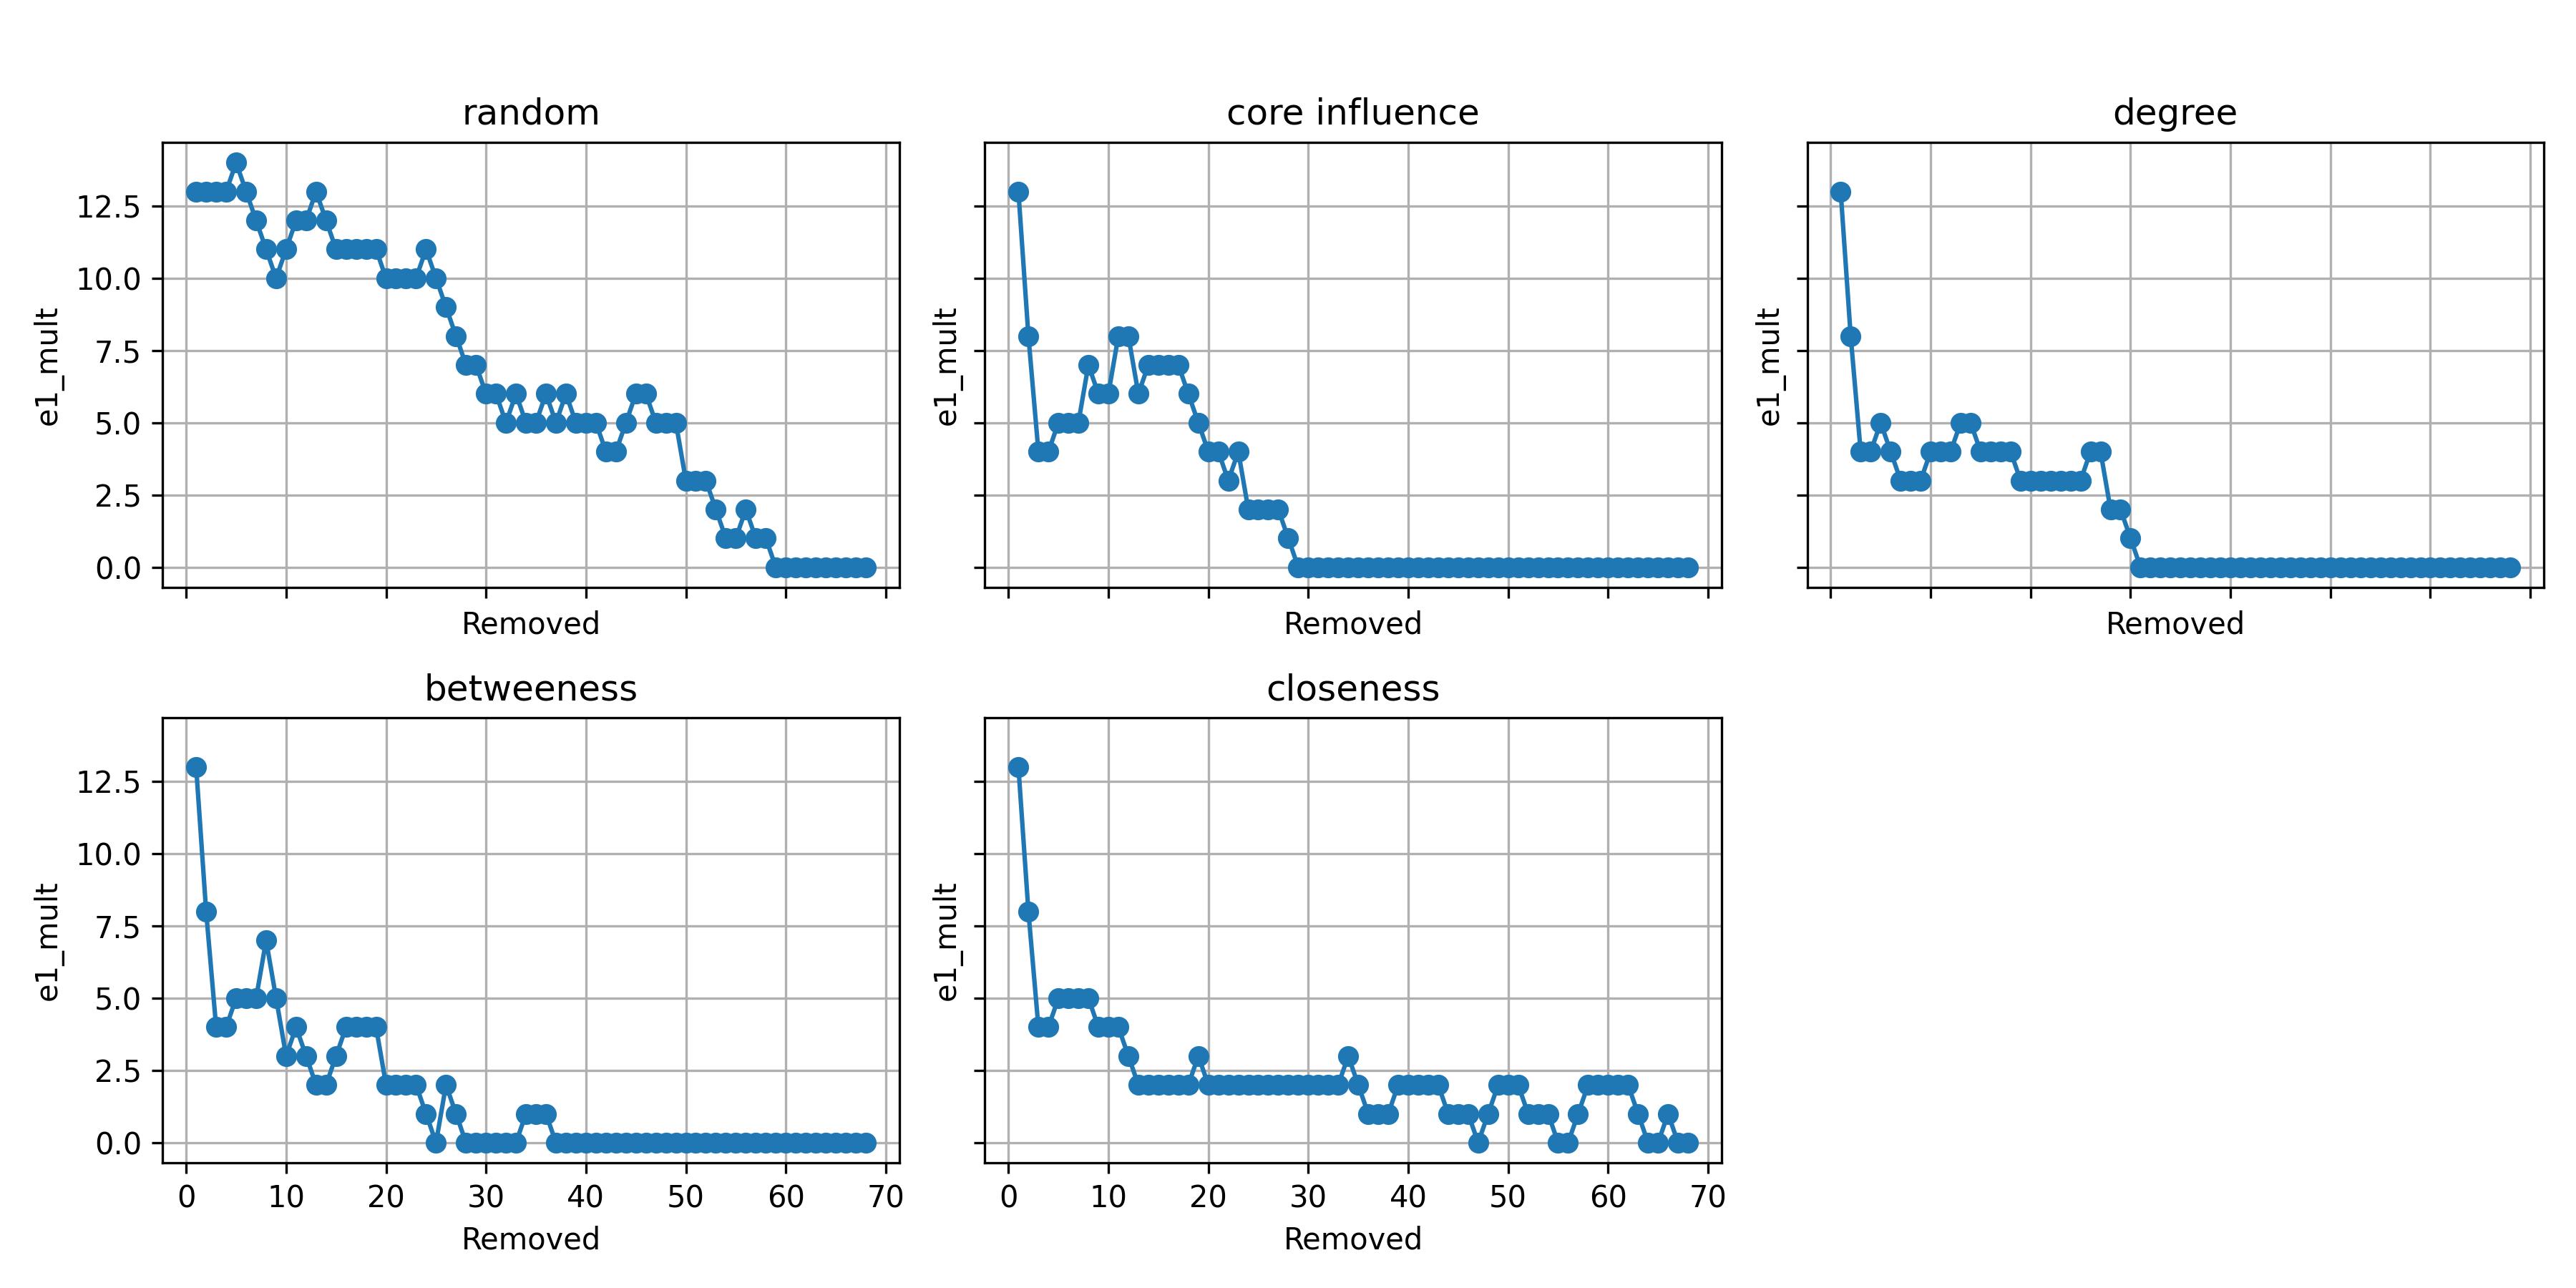 random
core influence
degree
e1_mult
12.5
10.0
7.5
5.0
2.5
0.0
e1_mult
e1_mult
Removed
Removed
Removed
betweeness
closeness
e1_mult
12.5
10.0
7.5
5.0
2.5
0.0
e1_mult
0 10 20 30 40 50 60 70
0 10 20 30 40 50 60 70
Removed
Removed